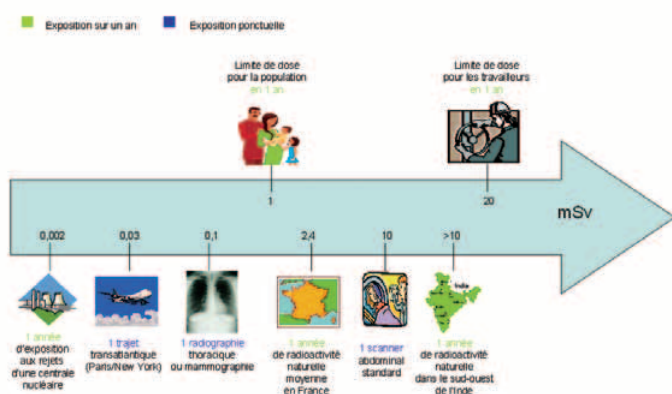 Exposition sur un an
Exposition ponctuelle
Limite de dose
pour la population
en 1 an
Limite de dose
pour les travailleurs
en 1 an
1
20
mSv
0,002
0,03
0,1
2,4
10
>10
India
1 année
d'exposition
aux rejets
d'une centrale
nucléaire
1 trajet
transatlantique
(Paris/New York)
1 radiographie
thoracique
ou mammographie
1 année
de radioactivité
naturelle
moyenne
en France
1 scanner
abdominal
standard
1 année
de radioactivité
naturelle
dans le sud-ouest
de l'Inde